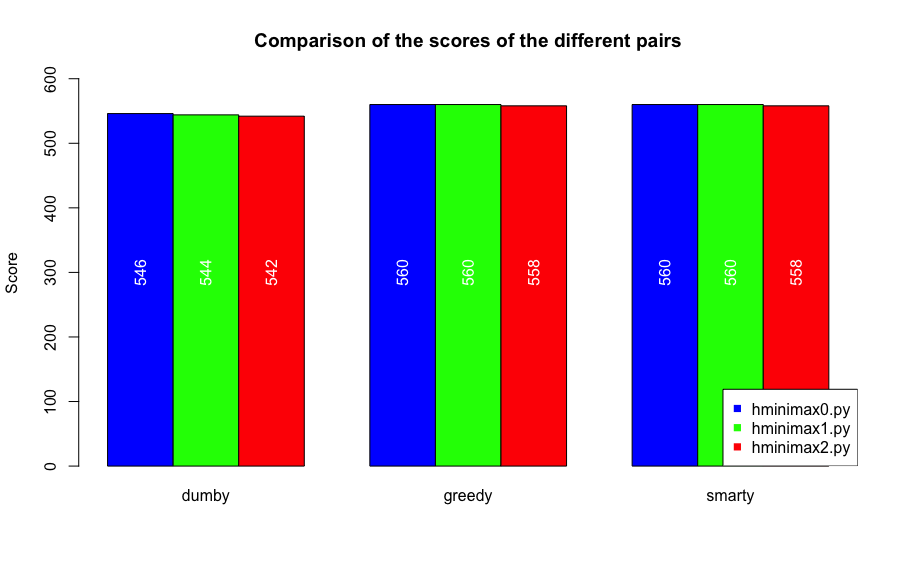 Comparison of the scores of the different pairs
Score
600
500
400
300
200
100
0
546
544
542
560
560
558
560
560
558
dumby
greedy
smarty
hminimax0.py
hminimax1.py
hminimax2.py